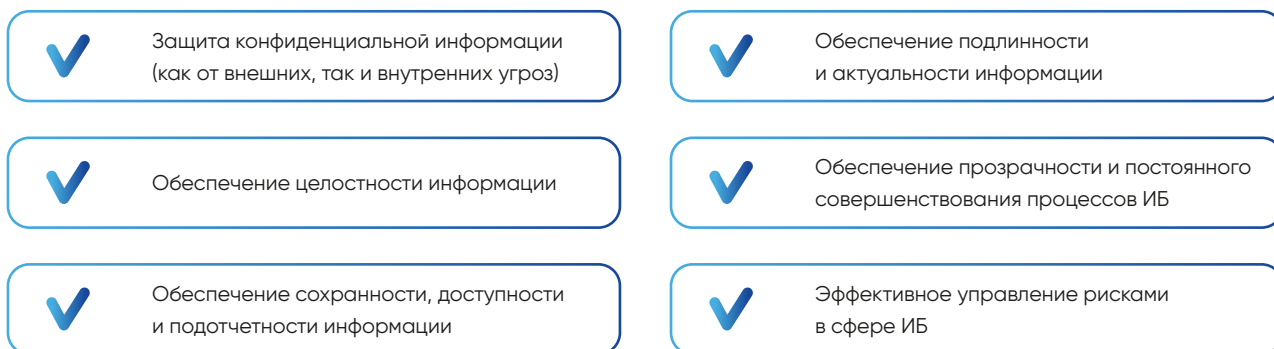 Защита конфиденциальной информации
(как от внешних, так и внутренних угроз)
Обеспечение целостности информации
Обеспечение сохранности, доступности
и подотчетности информации
Обеспечение подлинности
и актуальности информации
Обеспечение прозрачности и постоянного
совершенствования процессов ИБ
Эффективное управление рисками
в сфере ИБ